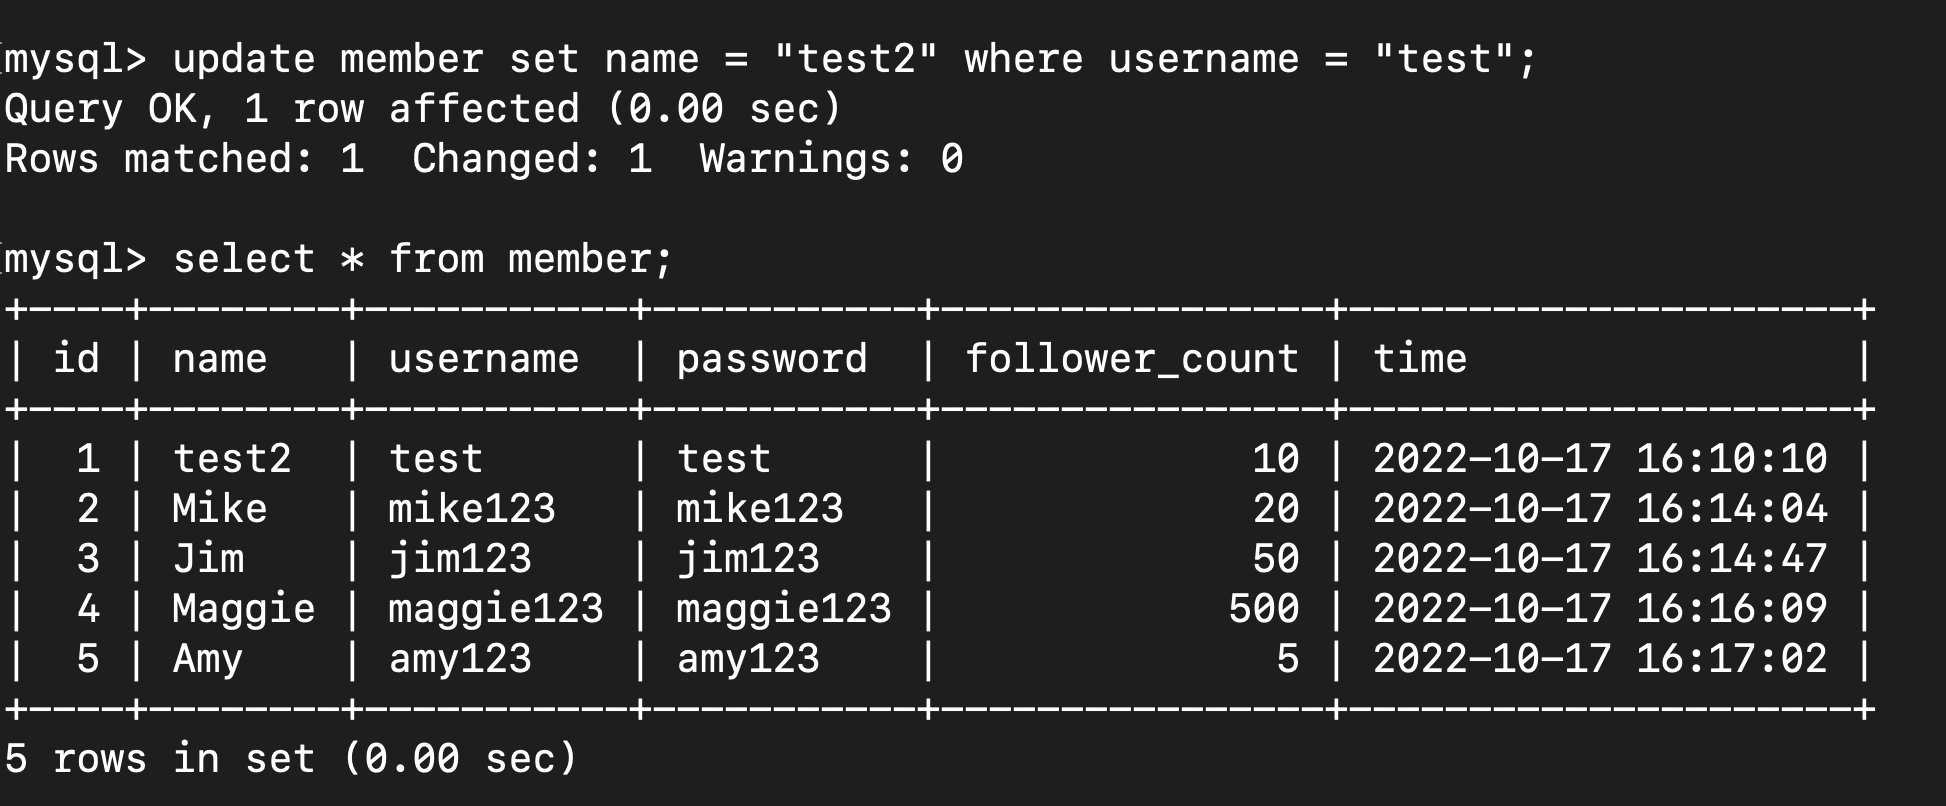 mysql> update member set name = "test2" where username = "test";
Query OK, 1 row affected (0.00 sec)
Rows matched: 1  Changed: 1  Warnings: 0

mysql> select * from member;
+----+--------+-----------+-----------+----------------+---------------------+
| id | name   | username  | password  | follower_count | time                |
+----+--------+-----------+-----------+----------------+---------------------+
|  1 | test2  | test      | test      |             10 | 2022-10-17 16:10:10 |
|  2 | Mike   | mike123   | mike123   |             20 | 2022-10-17 16:14:04 |
|  3 | Jim    | jim123    | jim123    |             50 | 2022-10-17 16:14:47 |
|  4 | Maggie | maggie123 | maggie123 |            500 | 2022-10-17 16:16:09 |
|  5 | Amy    | amy123    | amy123    |              5 | 2022-10-17 16:17:02 |
+----+--------+-----------+-----------+----------------+---------------------+
5 rows in set (0.00 sec)